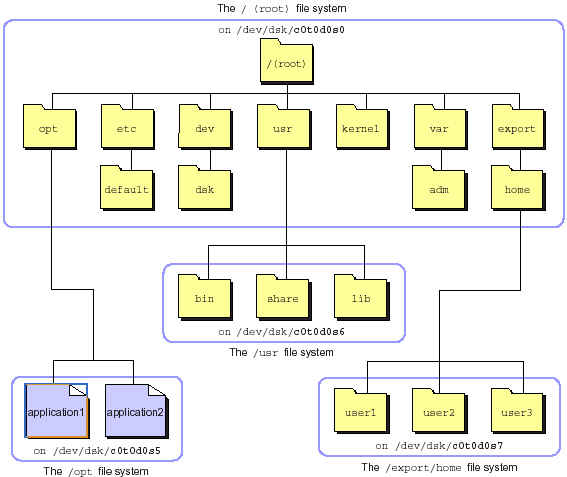 The / (root) file system
on /dev/dsk/c0t0d0s0
/(root)
opt etc dev usr kernel var export
default dsk adm home
bin share lib
on /dev/dsk/c0t0d0s6
The /usr file system
application1 application2
user1 user2 user3
on /dev/dsk/c0t0d0s5
on /dev/dsk/c0t0d0s7
The /opt file system
The /export/home file system